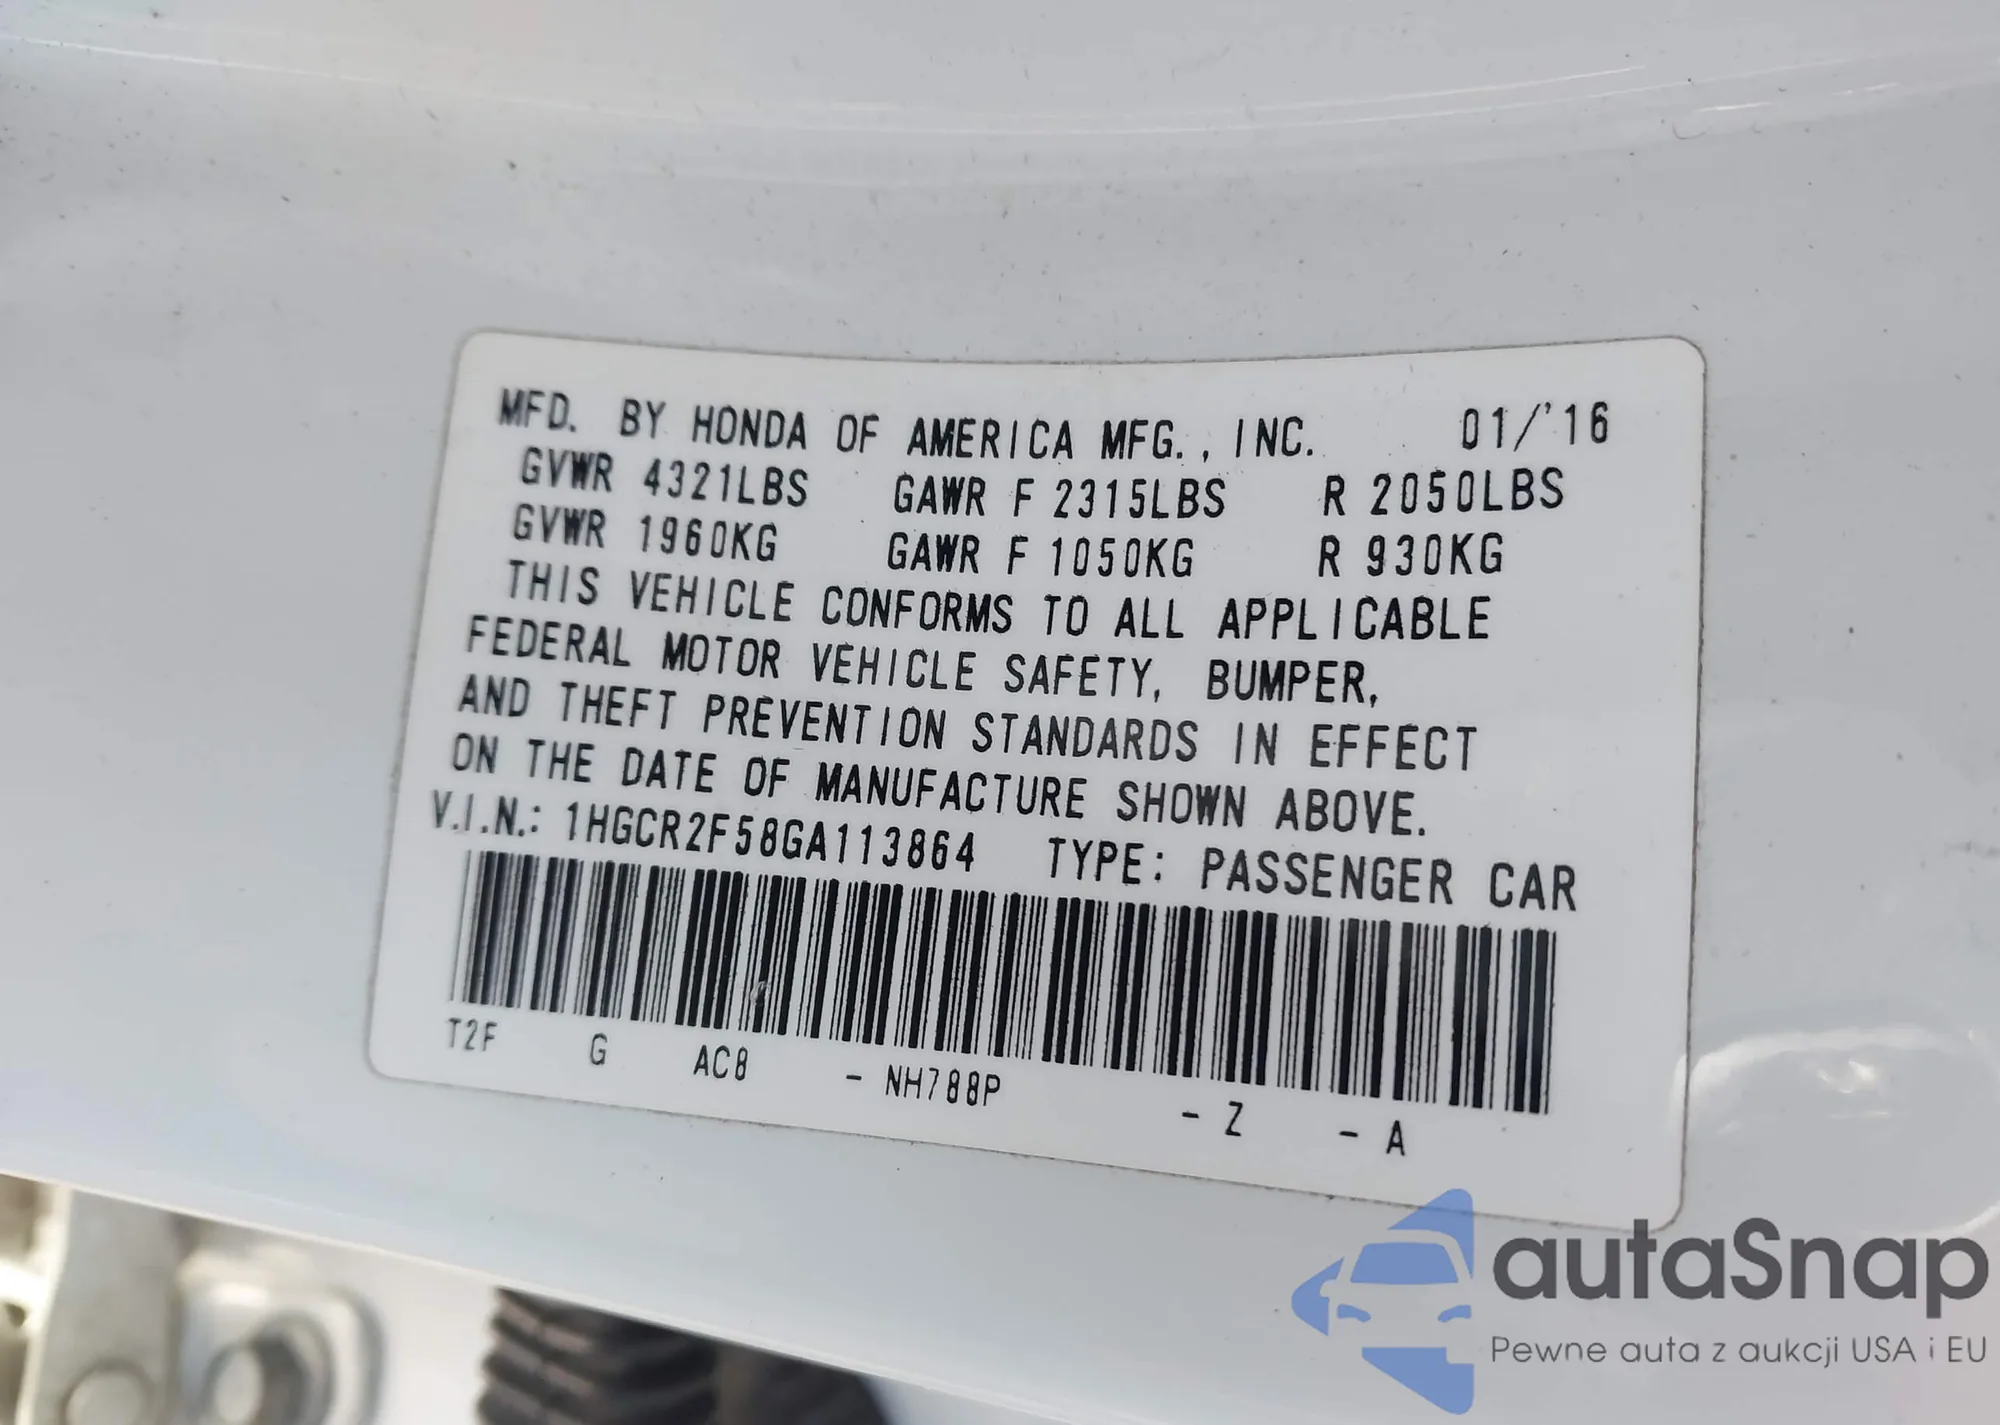 MFD. BY HONDA OF AMERICA MFG., INC. 01/'16
GVWR 4321LBS GAWR F 2315LBS R 2050LBS
GVWR 1960KG GAWR F 1050KG R 930KG
THIS VEHICLE CONFORMS TO ALL APPLICABLE
FEDERAL MOTOR VEHICLE SAFETY, BUMPER,
AND THEFT PREVENTION STANDARDS IN EFFECT
ON THE DATE OF MANUFACTURE SHOWN ABOVE.
V.I.N.: 1HGCR2F58GA113864 TYPE: PASSENGER CAR
T2F G AC8 - NH788P - Z - A
autaSnap
Pewne auta z aukcji USA i EU